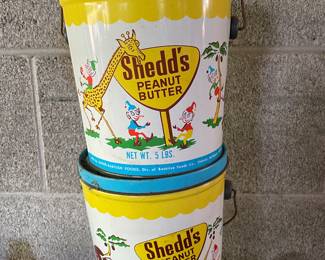 Shedd's
PEANUT
BUTTER
NET WT. 5 LBS.
Shedd's
PEANUT